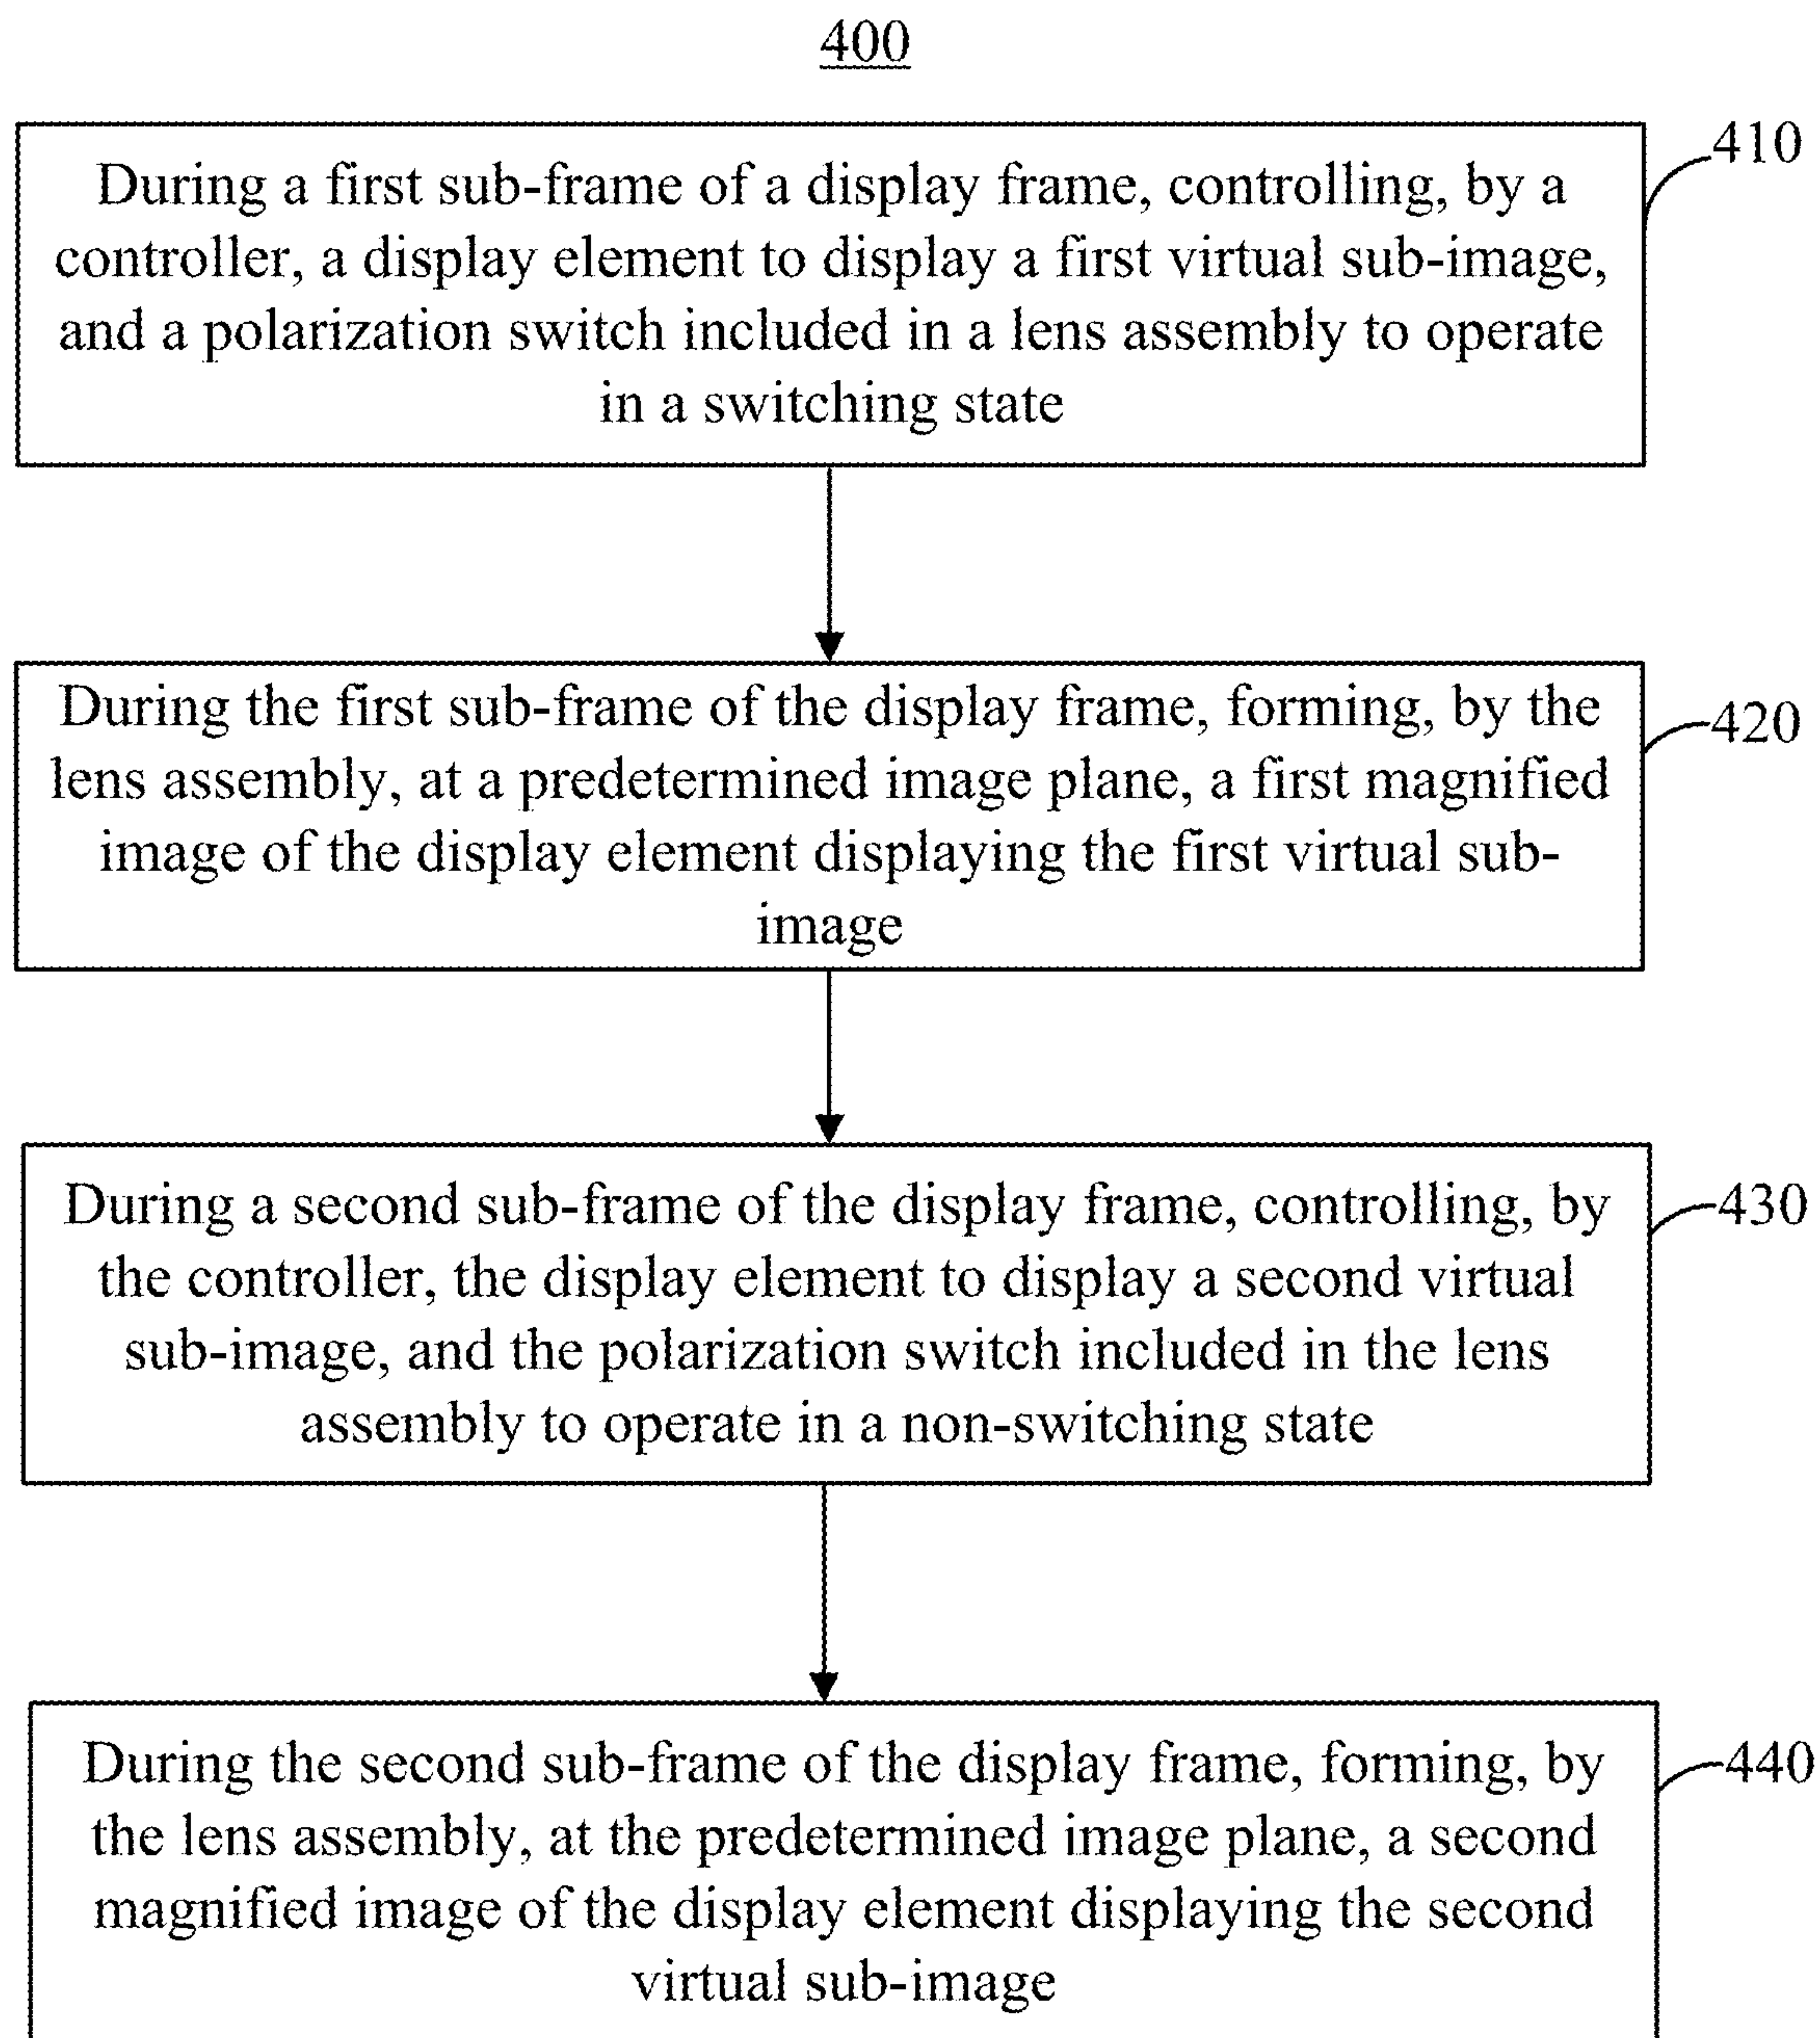 400
During a first sub-frame of a display frame, controlling, by a
controller, a display element to display a first virtual sub-image,
and a polarization switch included in a lens assembly to operate
in a switching state
410
During the first sub-frame of the display frame, forming, by the
lens assembly, at a predetermined image plane, a first magnified
image of the display element displaying the first virtual sub-
image
420
During a second sub-frame of the display frame, controlling, by
the controller, the display element to display a second virtual
sub-image, and the polarization switch included in the lens
assembly to operate in a non-switching state
430
During the second sub-frame of the display frame, forming, by
the lens assembly, at the predetermined image plane, a second
magnified image of the display element displaying the second
virtual sub-image
440